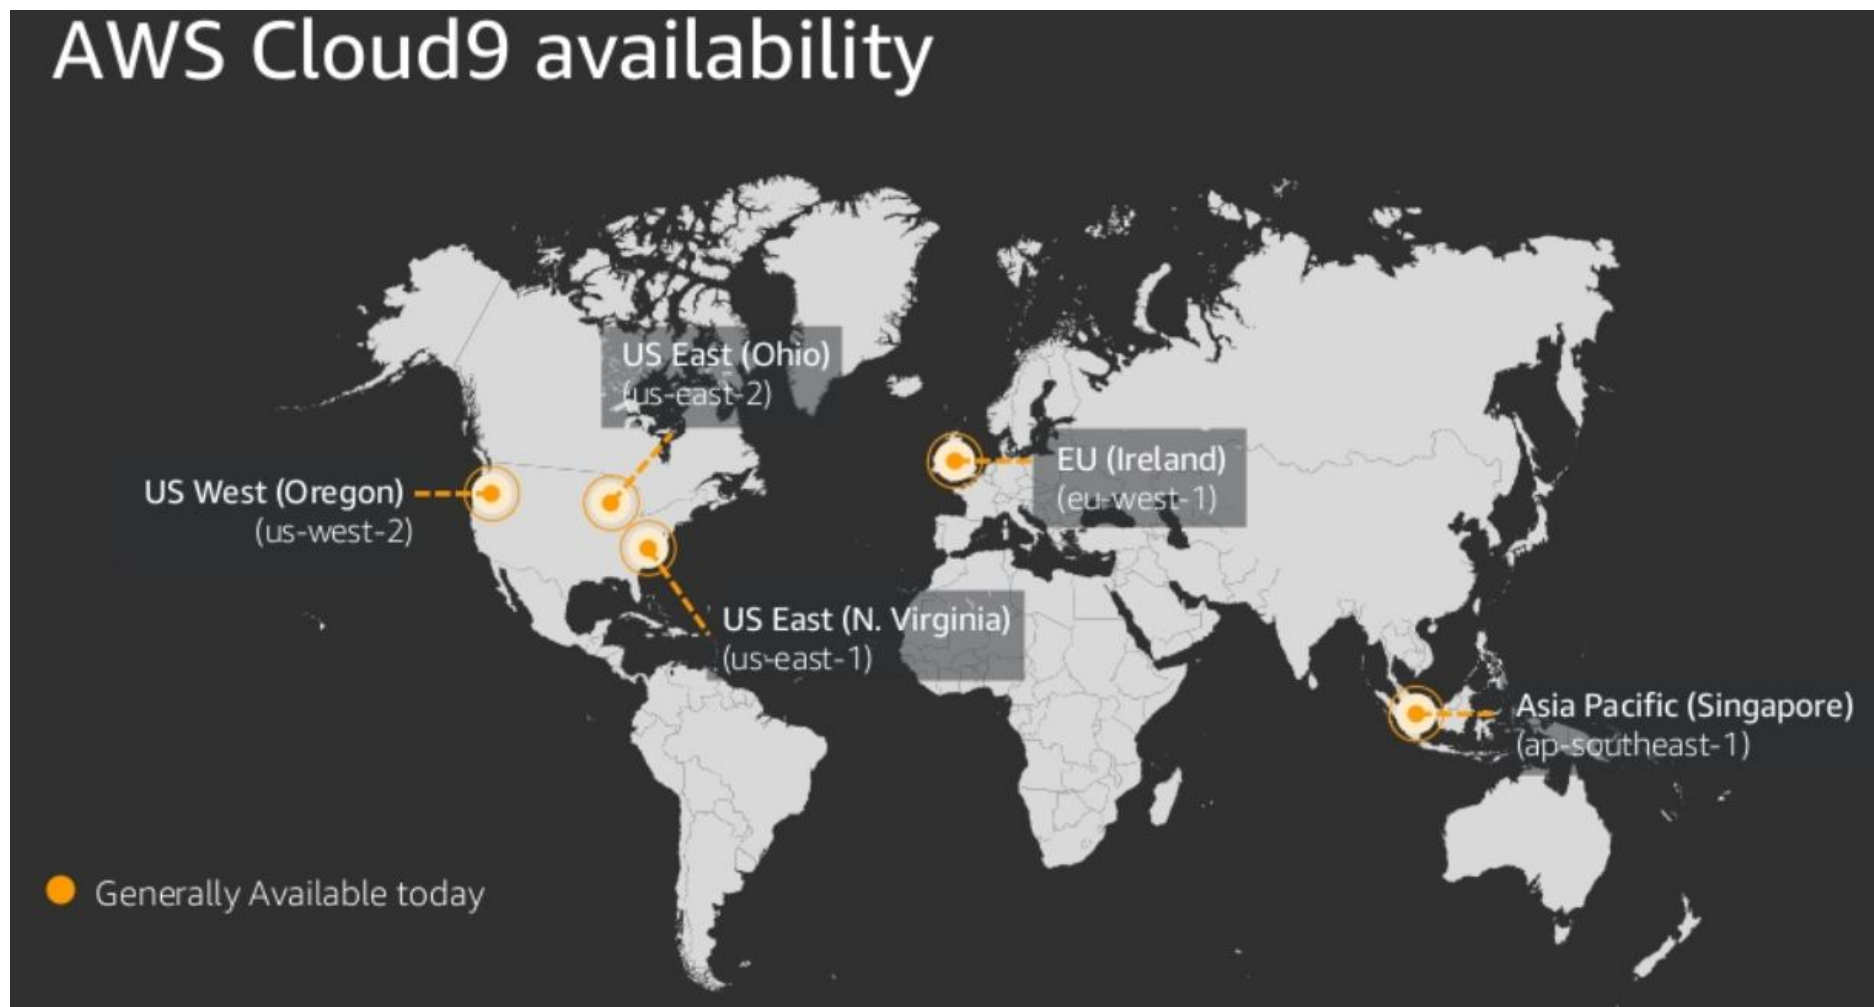 AWS Cloud9 availability
US East (Ohio)
(us-east-2)
US West (Oregon)
(us-west-2)
EU (Ireland)
(eu-west-1)
US East (N. Virginia)
(us-east-1)
Asia Pacific (Singapore)
(ap-southeast-1)
Generally Available today